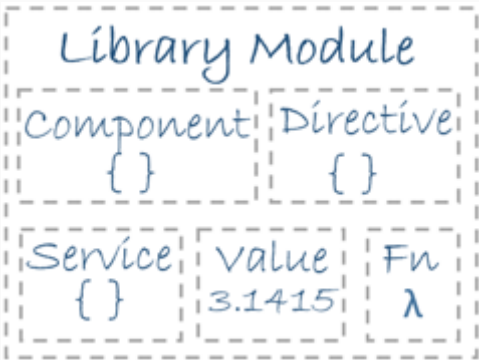 Library Module
Component Directive
{ } { }
Service Value Fn
{ } 3.1415 λ